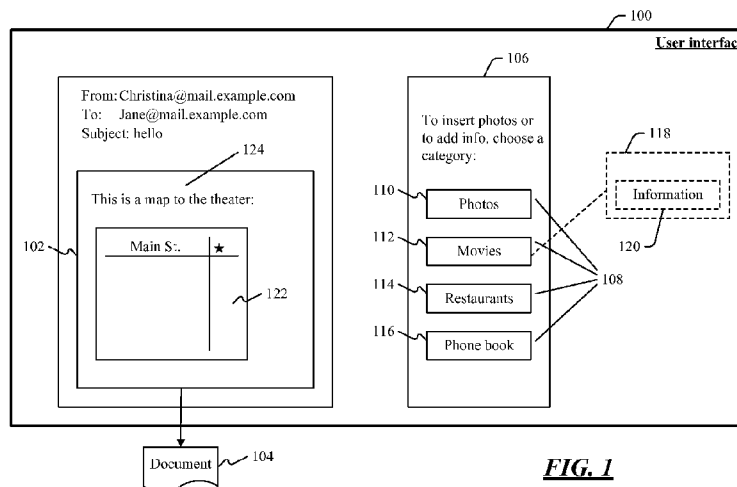 100
User interfac
From: Christina@mail.example.com
To: Jane@mail.example.com
Subject: hello
124
This is a map to the theater:
102
Main St.
122
106
To insert photos or
to add info, choose a
category:
110
Photos
112
Movies
114
Restaurants
116
Phone book
108
118
Information
120
Document
104
FIG. 1